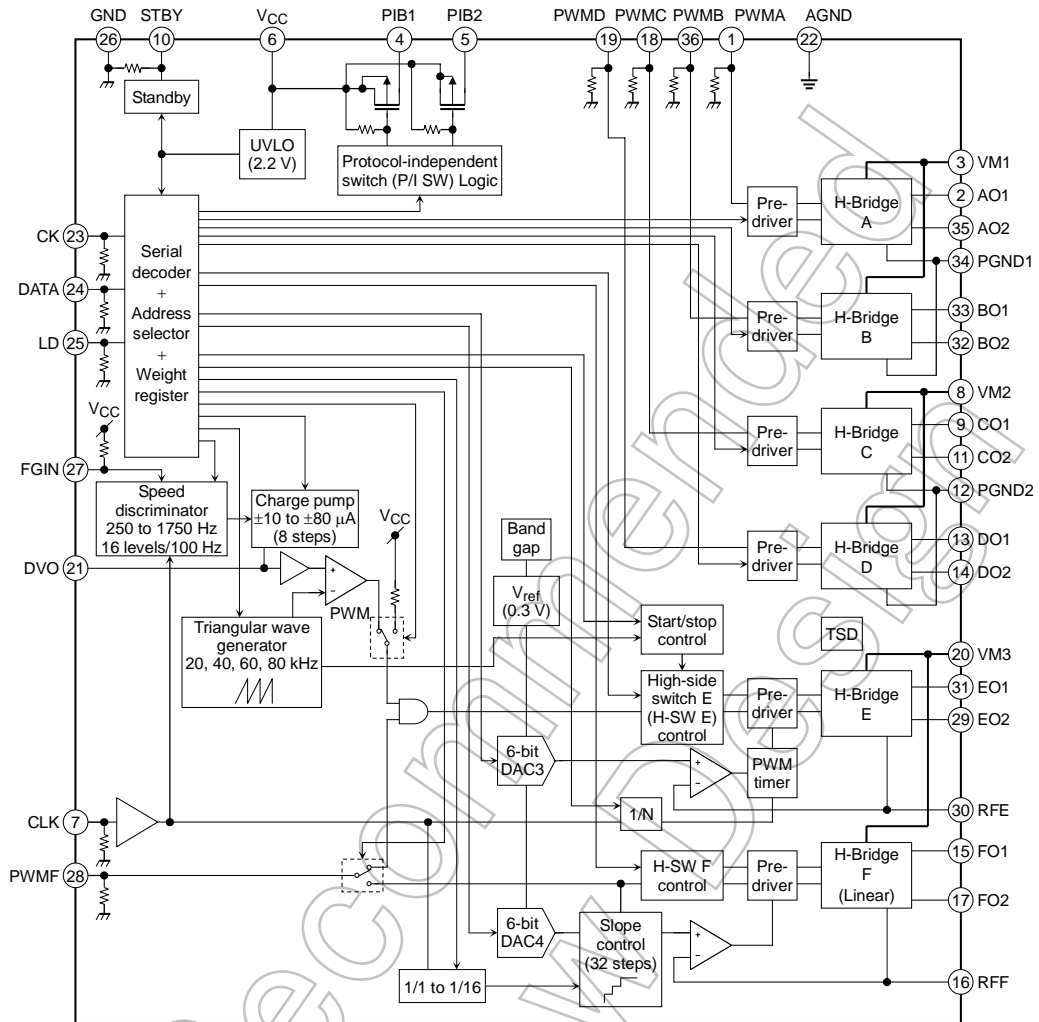 GND STBY VCC PIB1 PIB2 PWMD PWMC PWMB PWMA AGND
26 10 6 4 5 19 18 36 1 22
Standby
UVLO
(2.2 V)
Protocol-independent
switch (P/I SW) Logic
CK 23
DATA 24
LD 25
Serial
decoder
+
Address
selector
+
Weight
register
Pre-
driver
H-Bridge
A
3 VM1
2 AO1
35 AO2
34 PGND1
Pre-
driver
H-Bridge
B
33 BO1
32 BO2
8 VM2
Pre-
driver
H-Bridge
C
9 CO1
11 CO2
12 PGND2
Pre-
driver
H-Bridge
D
13 DO1
14 DO2
VCC
FGIN 27
Speed
discriminator
250 to 1750 Hz
16 levels/100 Hz
Charge pump
±10 to ±80 μA
(8 steps)
VCC
Band
gap
Vref
(0.3 V)
DVO 21
+
−
PWM
Triangular wave
generator
20, 40, 60, 80 kHz
Start/stop
control
TSD
20 VM3
High-side
switch E
(H-SW E)
control
Pre-
driver
H-Bridge
E
31 EO1
29 EO2
6-bit
DAC3
+
−
PWM
timer
1/N
30 RFE
CLK 7
PWMF 28
H-SW F
control
Pre-
driver
H-Bridge
F
(Linear)
15 FO1
17 FO2
6-bit
DAC4
Slope
control
(32 steps)
+
−
1/1 to 1/16
16 RFF
ecommended
w Design